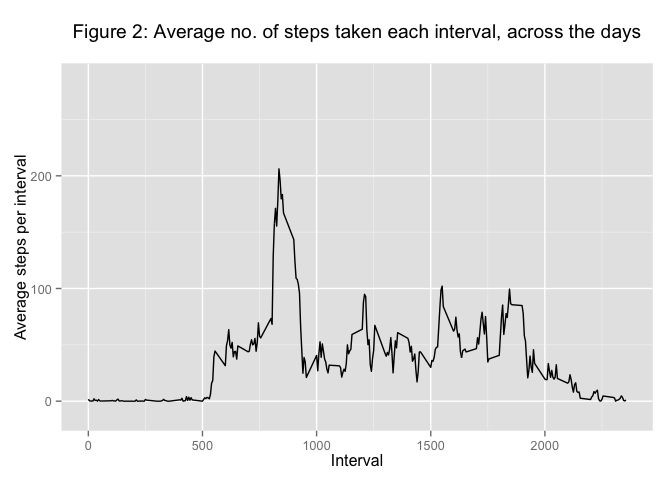 Figure 2: Average no. of steps taken each interval, across the days
Average steps per interval
200
100
0
0 500 1000 1500 2000
Interval